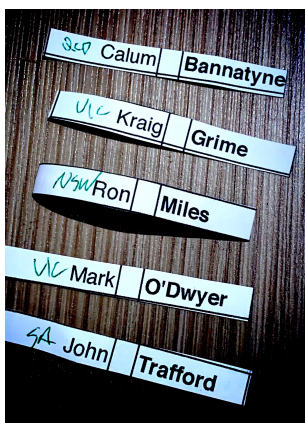 QLD Calum Bannatyne
VIC Kraig Grime
NSW Ron Miles
VIC Mark O'Dwyer
SA John Trafford